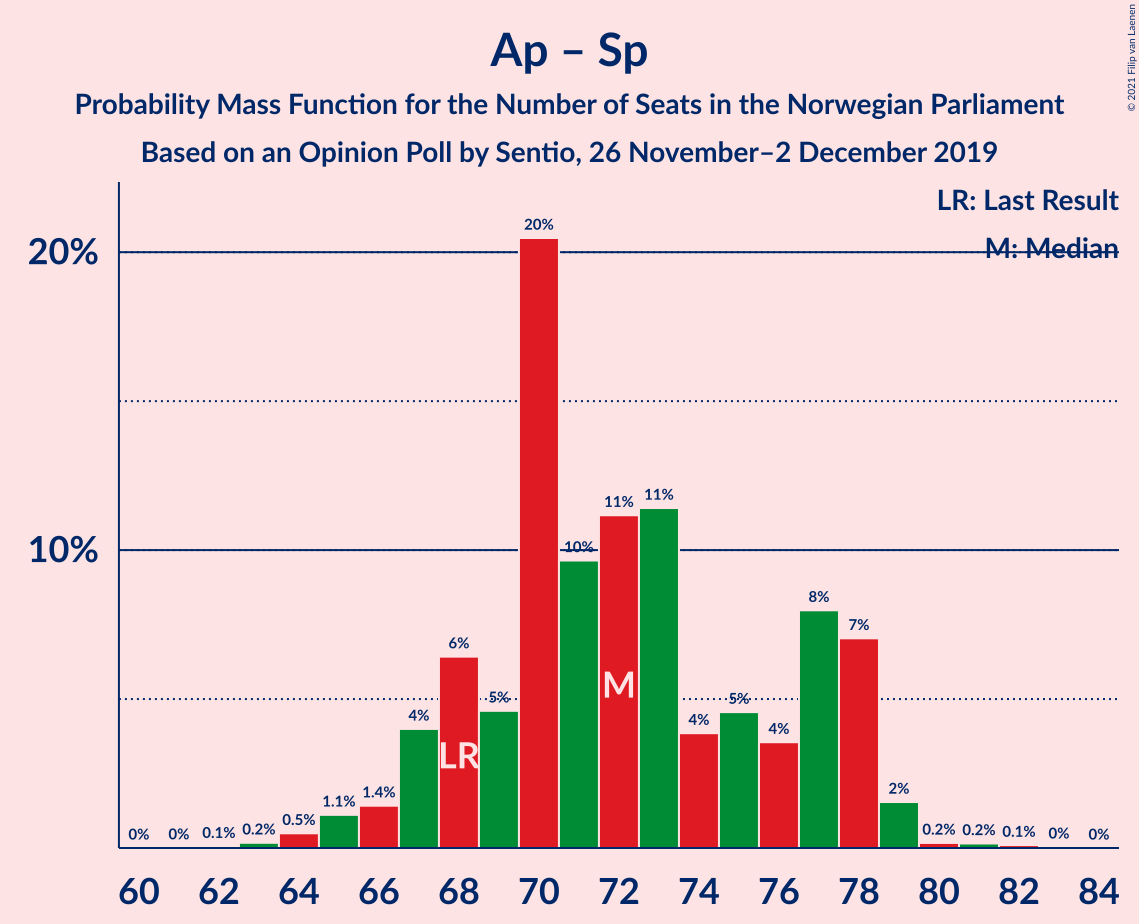 Ap – Sp
Probability Mass Function for the Number of Seats in the Norwegian Parliament
Based on an Opinion Poll by Sentio, 26 November–2 December 2019
© 2021 Filip van Laenen
LR: Last Result
M: Median
20%
10%
0% 0% 0.1% 0.2% 0.5% 1.1% 1.4% 4% 6% 5% 20% 10% 11% 11% 4% 5% 4% 8% 7% 2% 0.2% 0.2% 0.1% 0% 0%
LR
M
60 62 64 66 68 70 72 74 76 78 80 82 84